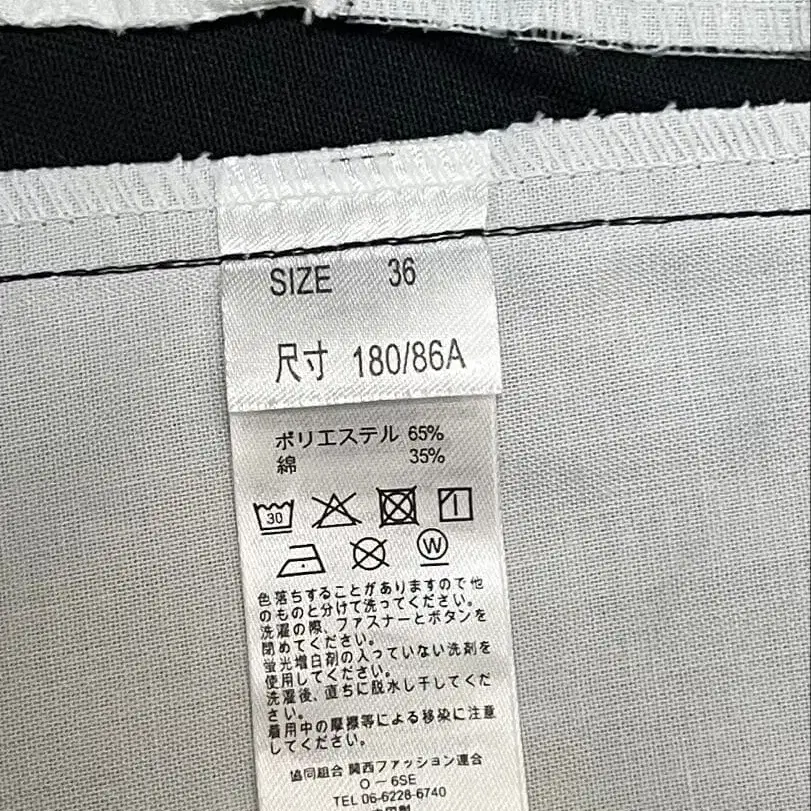 SIZE 36
尺寸 180/86A
ポリエステル 65%
綿 35%
30
W
色落ちすることがありますので他
のものと分けて洗ってください。
洗濯の際、ファスナーとボタンを
閉めてください。
蛍光増白剤の入っていない洗剤を
使用してください。
洗濯後、直ちに脱水し干してくだ
さい。
着用中の摩擦等による移染に注意
してください。
協同組合 関西ファッション連合
O－6SE
TEL 06-6228-6740